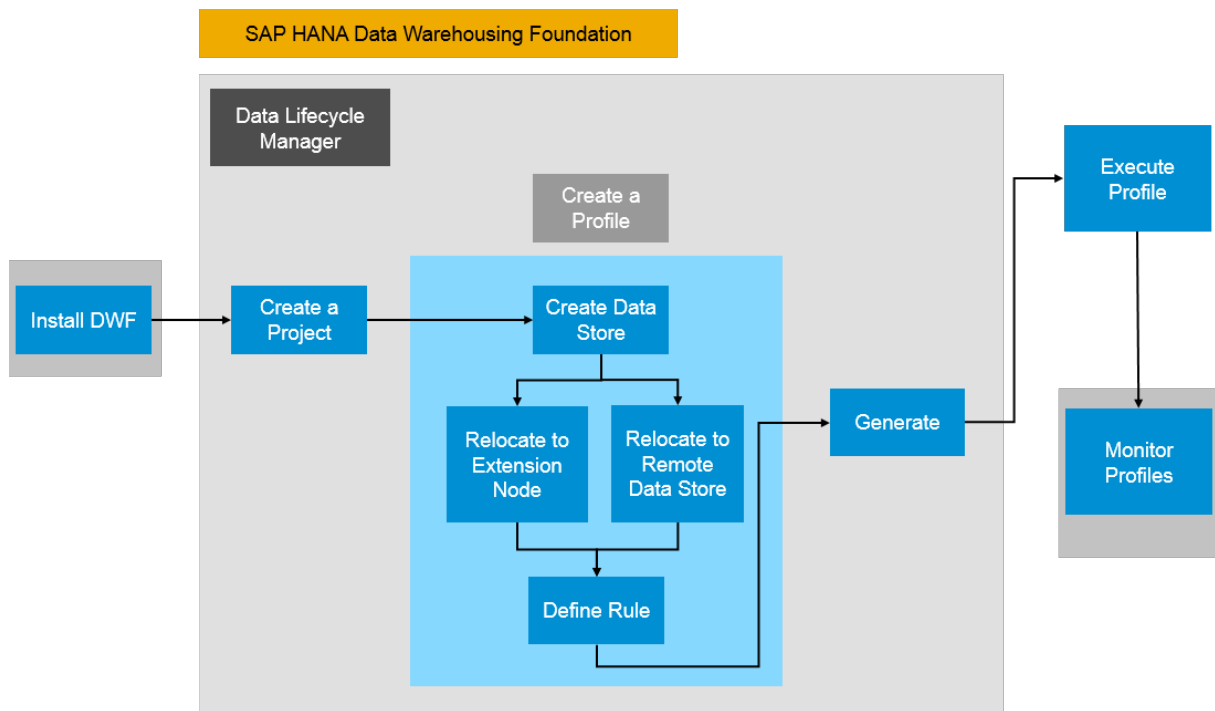 SAP HANA Data Warehousing Foundation
Data Lifecycle
Manager
Create a
Profile
Install DWF
Create a
Project
Create Data
Store
Relocate to
Extension
Node
Relocate to
Remote
Data Store
Define Rule
Generate
Execute
Profile
Monitor
Profiles